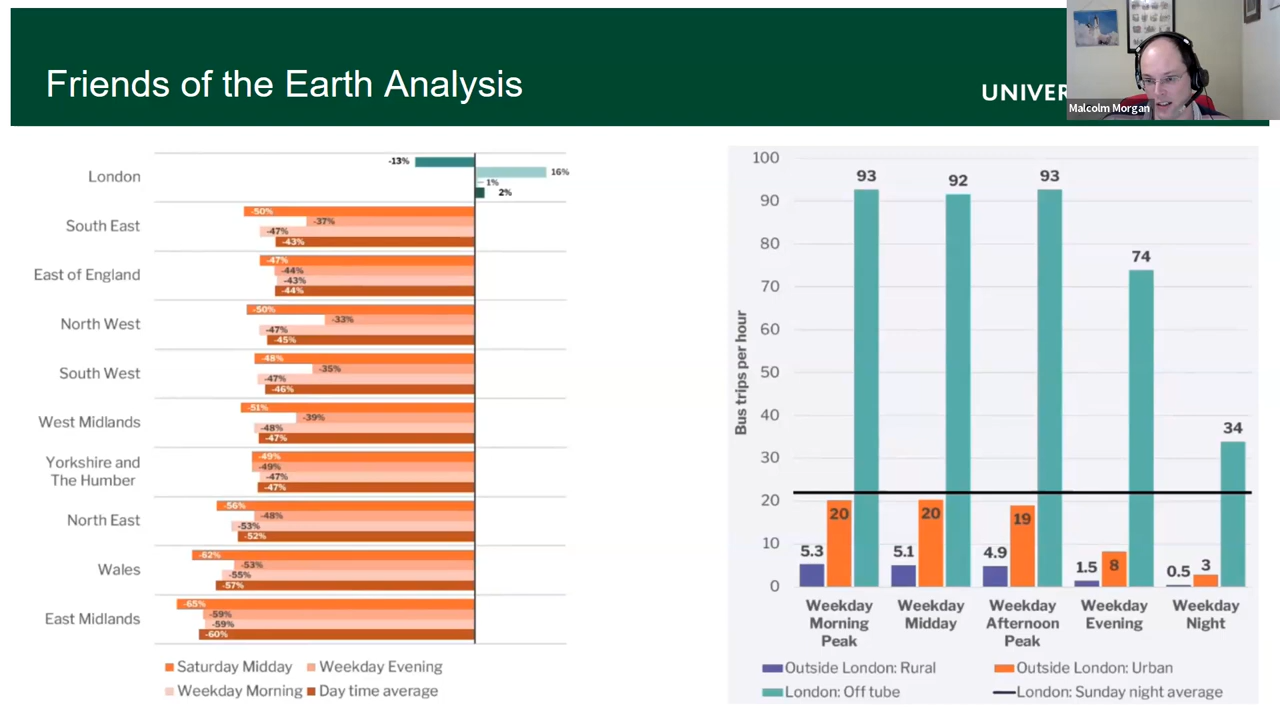 Friends of the Earth Analysis
UNIVER
Malcolm Morgan
London
-13%
16%
1%
2%
South East
-50%
-37%
-47%
-43%
East of England
-47%
-44%
-43%
-44%
North West
-50%
-33%
-47%
-45%
South West
-48%
-35%
-47%
-46%
West Midlands
-51%
-39%
-48%
-47%
Yorkshire and
The Humber
-49%
-49%
-47%
-47%
North East
-56%
-48%
-53%
-52%
Wales
-62%
-53%
-55%
-57%
East Midlands
-65%
-59%
-59%
-60%
Saturday Midday Weekday Evening
Weekday Morning Day time average
Bus trips per hour
100
90
80
70
60
50
40
30
20
10
0
5.3 20 93
5.1 20 92
4.9 19 93
1.5 8 74
0.5 3 34
Weekday
Morning
Peak
Weekday
Midday
Weekday
Afternoon
Peak
Weekday
Evening
Weekday
Night
Outside London: Rural Outside London: Urban
London: Off tube London: Sunday night average